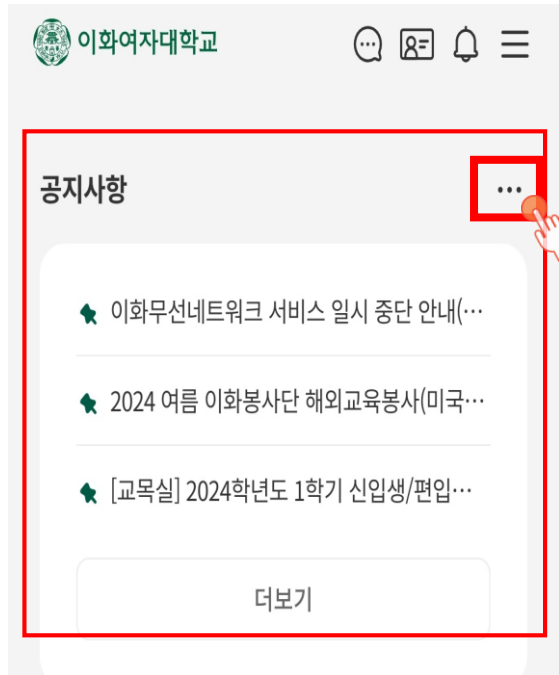 이화여자대학교
공지사항
이화무선네트워크 서비스 일시 중단 안내(…
2024 여름 이화봉사단 해외교육봉사(미국…
[교목실] 2024학년도 1학기 신입생/편입…
더보기